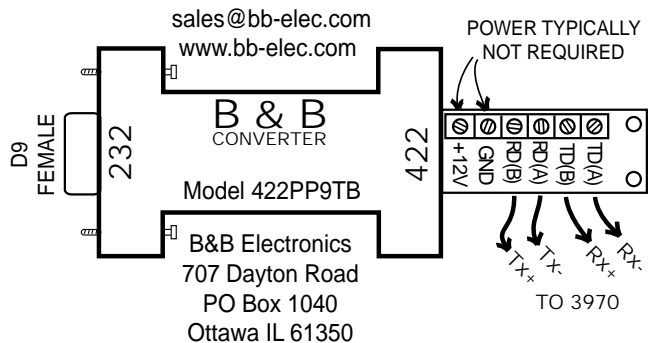 sales@bb-elec.com
www.bb-elec.com
POWER TYPICALLY
NOT REQUIRED
D9
FEMALE
232
B & B
CONVERTER
Model 422PP9TB
422
+12V
GND
RD(B)
RD(A)
TD(B)
TD(A)
Tx+
Tx-
Rx+
Rx-
TO 3970
B&B Electronics
707 Dayton Road
PO Box 1040
Ottawa IL 61350